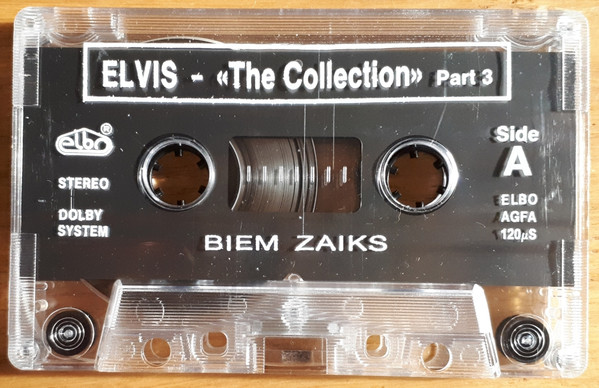 ELVIS - «The Collection» Part 3
elbo®
STEREO
DOLBY
SYSTEM
BIEM ZAIKS
Side
A
ELBO
AGFA
120µS